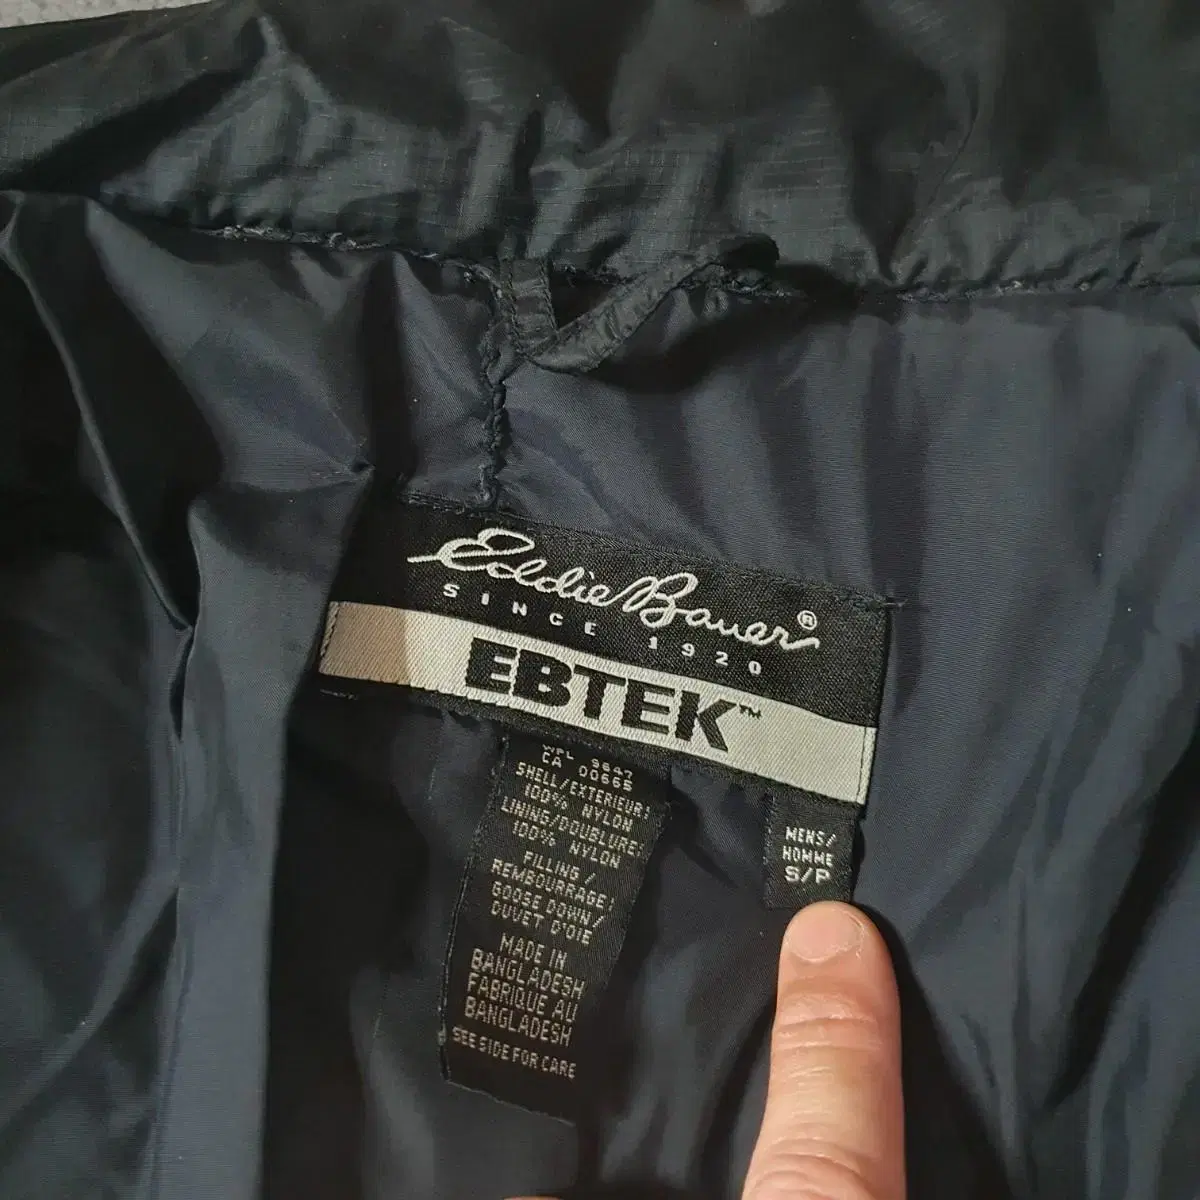 Eddie Bauer®
SINCE 1920
EBTEK™
WPL 9647
CA 00665
SHELL/EXTERIEUR:
100% NYLON
LINING/DOUBLURE:
100% NYLON
FILLING/
REMBOURRAGE:
GOOSE DOWN/
DUVET D'OIE
MADE IN
BANGLADESH
FABRIQUE AU
BANGLADESH
SEE SIDE FOR CARE
MENS/
HOMME
S/P